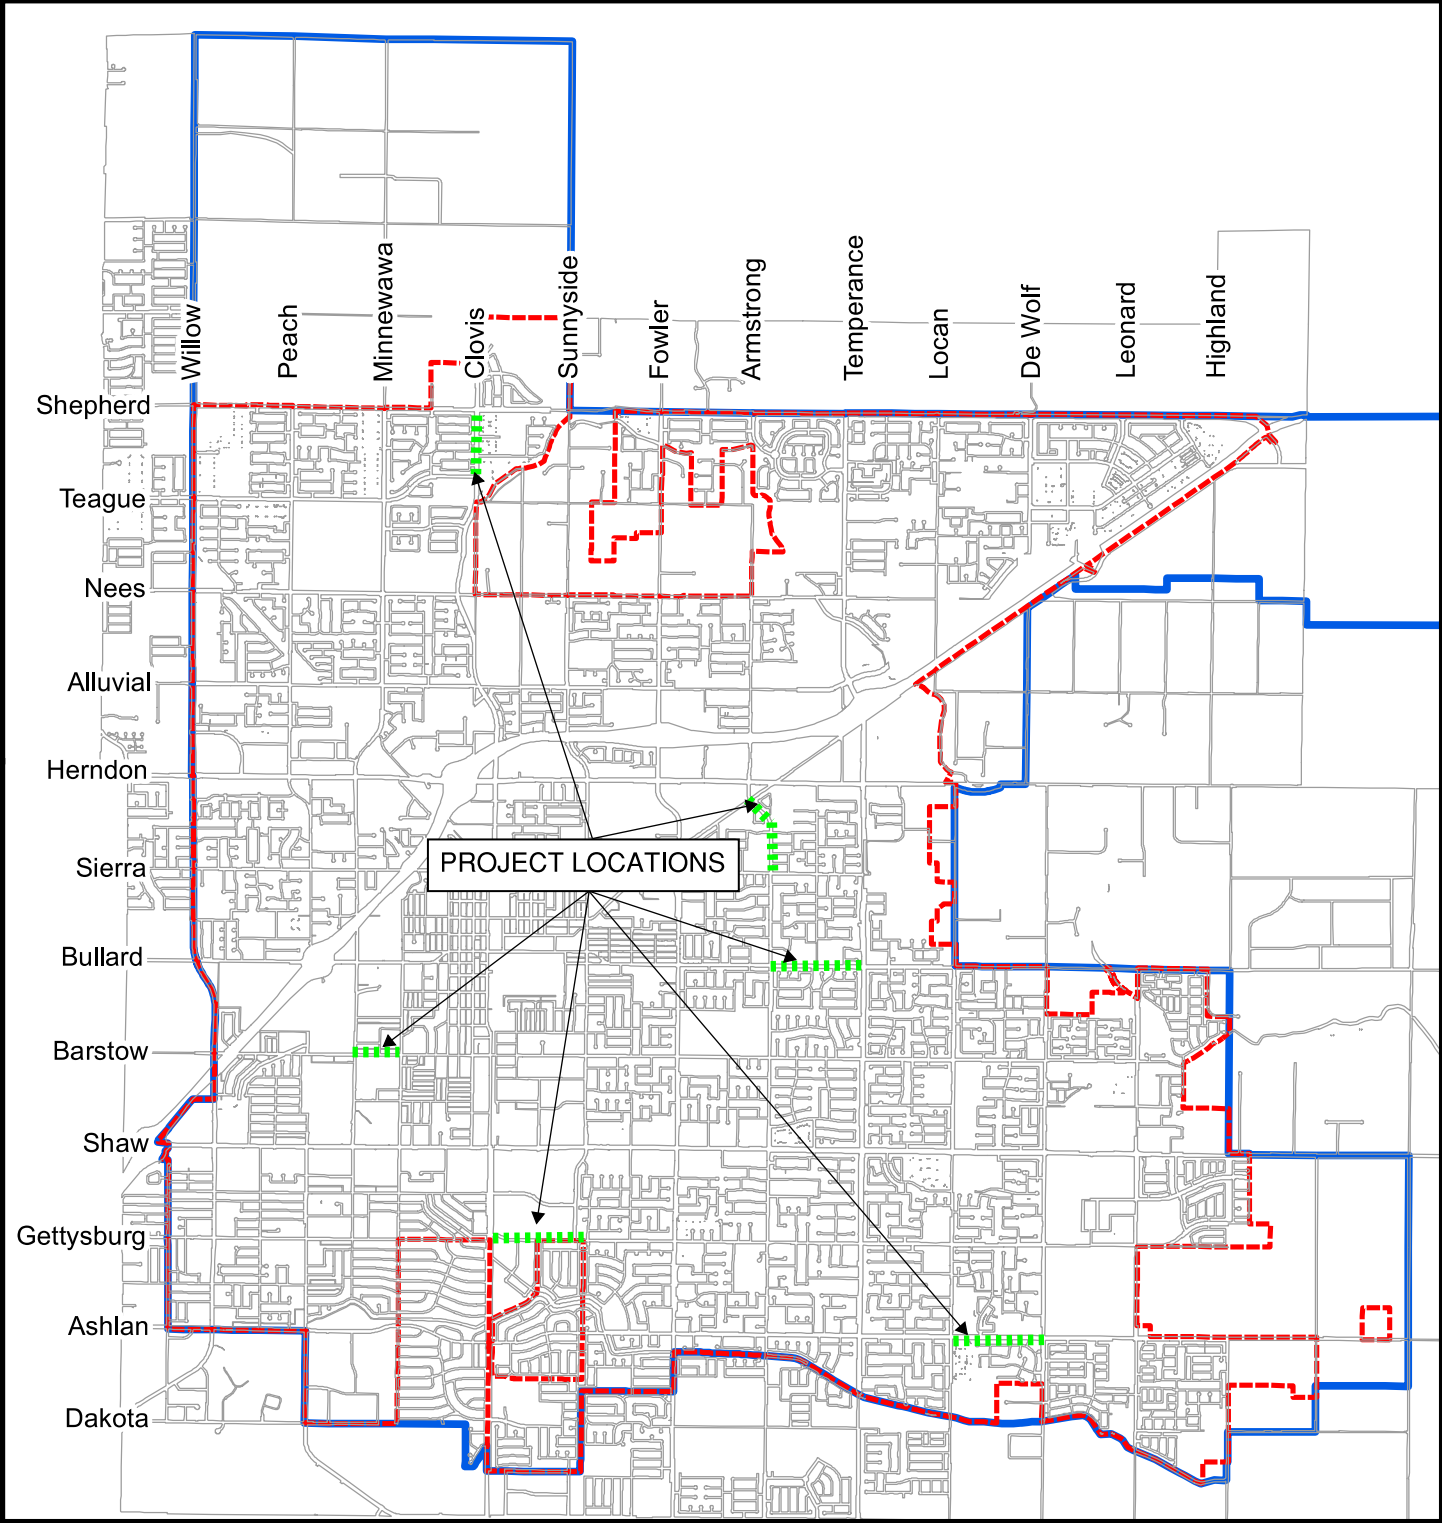 Willow
Peach
Minnewawa
Clovis
Sunnyside
Fowler
Armstrong
Temperance
Locan
De Wolf
Leonard
Highland
Shepherd
Teague
Nees
Alluvial
Herndon
Sierra
Bullard
Barstow
Shaw
Gettysburg
Ashlan
Dakota
PROJECT LOCATIONS